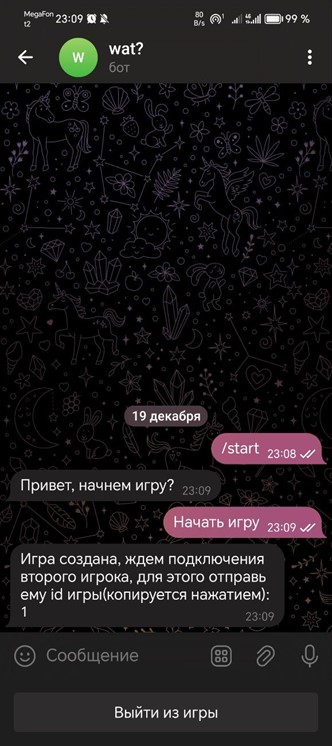 MegaFon
t2
23:09
80
B/s
4G
99 %
W
wat?
бот
19 декабря
/start 23:08
Привет, начнем игру? 23:09
Начать игру 23:09
Игра создана, ждем подключения
второго игрока, для этого отправь
ему id игры(копируется нажатием):
1
23:09
Сообщение
Выйти из игры